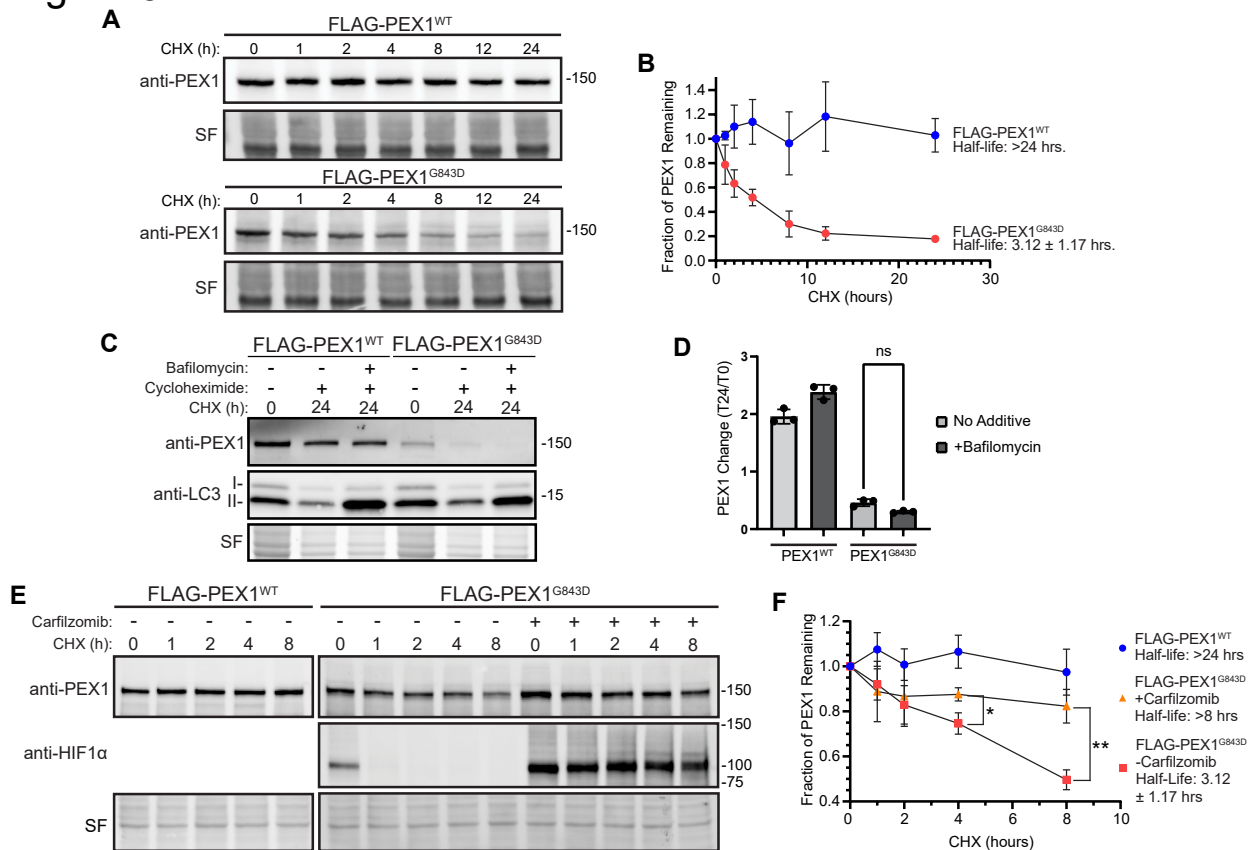 A
FLAG-PEX1WT
CHX (h): 0 1 2 4 8 12 24
anti-PEX1
-150
SF
FLAG-PEX1G843D
CHX (h): 0 1 2 4 8 12 24
anti-PEX1
-150
SF
B
Fraction of PEX1 Remaining
1.4
1.2
1.0
0.8
0.6
0.4
0.2
0.0
0 10 20 30
CHX (hours)
FLAG-PEX1WT
Half-life: >24 hrs.
FLAG-PEX1G843D
Half-life: 3.12 ± 1.17 hrs.
C
FLAG-PEX1WT FLAG-PEX1G843D
Bafilomycin: - - + - - +
Cycloheximide: - + + - + +
CHX (h): 0 24 24 0 24 24
anti-PEX1
-150
anti-LC3
I-
II-
-15
SF
D
PEX1 Change (T24/T0)
3
2
1
0
ns
PEX1WT PEX1G843D
No Additive
+Bafilomycin
E
FLAG-PEX1WT FLAG-PEX1G843D
Carfilzomib: - - - - - - - - - - + + + + +
CHX (h): 0 1 2 4 8 0 1 2 4 8 0 1 2 4 8
anti-PEX1
-150
-150
anti-HIF1α
-100
-75
SF
F
Fraction of PEX1 Remaining
1.2
1.0
0.8
0.6
0.4
0 2 4 6 8 10
CHX (hours)
*
**
FLAG-PEX1WT
Half-life: >24 hrs
FLAG-PEX1G843D
+Carfilzomib
Half-life: >8 hrs
FLAG-PEX1G843D
-Carfilzomib
Half-Life: 3.12
± 1.17 hrs